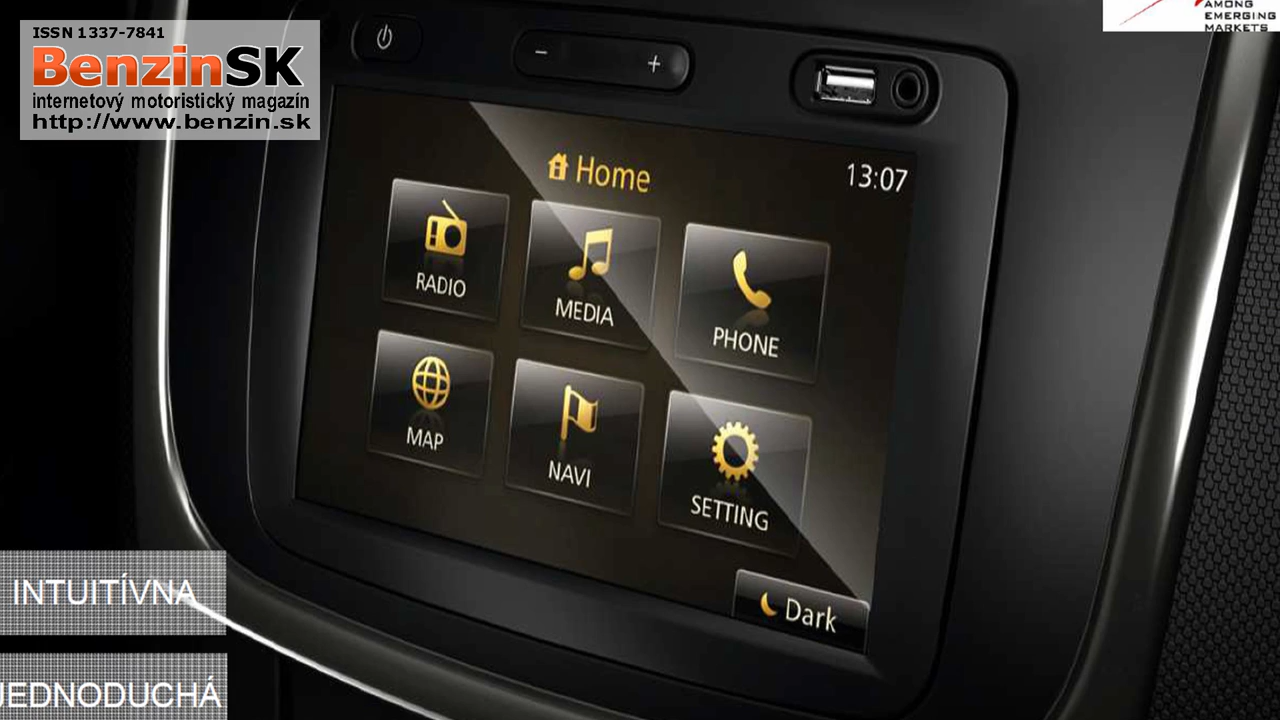 ISSN 1337-7841
BenzinSK
internetový motoristický magazín
http://www.benzin.sk
AMONG
EMERGING
MARKETS
Home
13:07
RADIO
MEDIA
PHONE
MAP
NAVI
SETTING
Dark
INTUITÍVNA
JEDNODUCHÁ